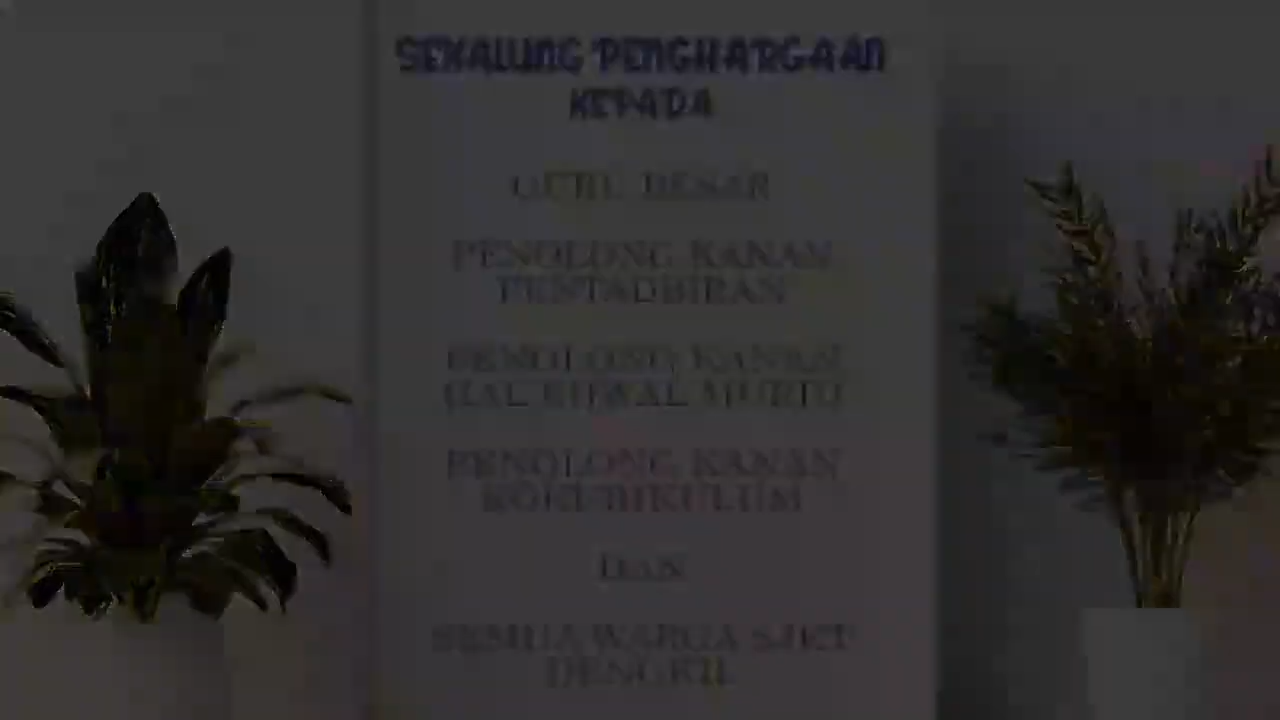 SEKALUNG PENGHARGAAN
KEPADA
GURU BESAR
PENOLONG KANAN
PENTADBIRAN
PENOLONG KANAN
HAL EHWAL MURID
PENOLONG KANAN
KOKURIKULUM
DAN
SEMUA WARGA
DENGKIL